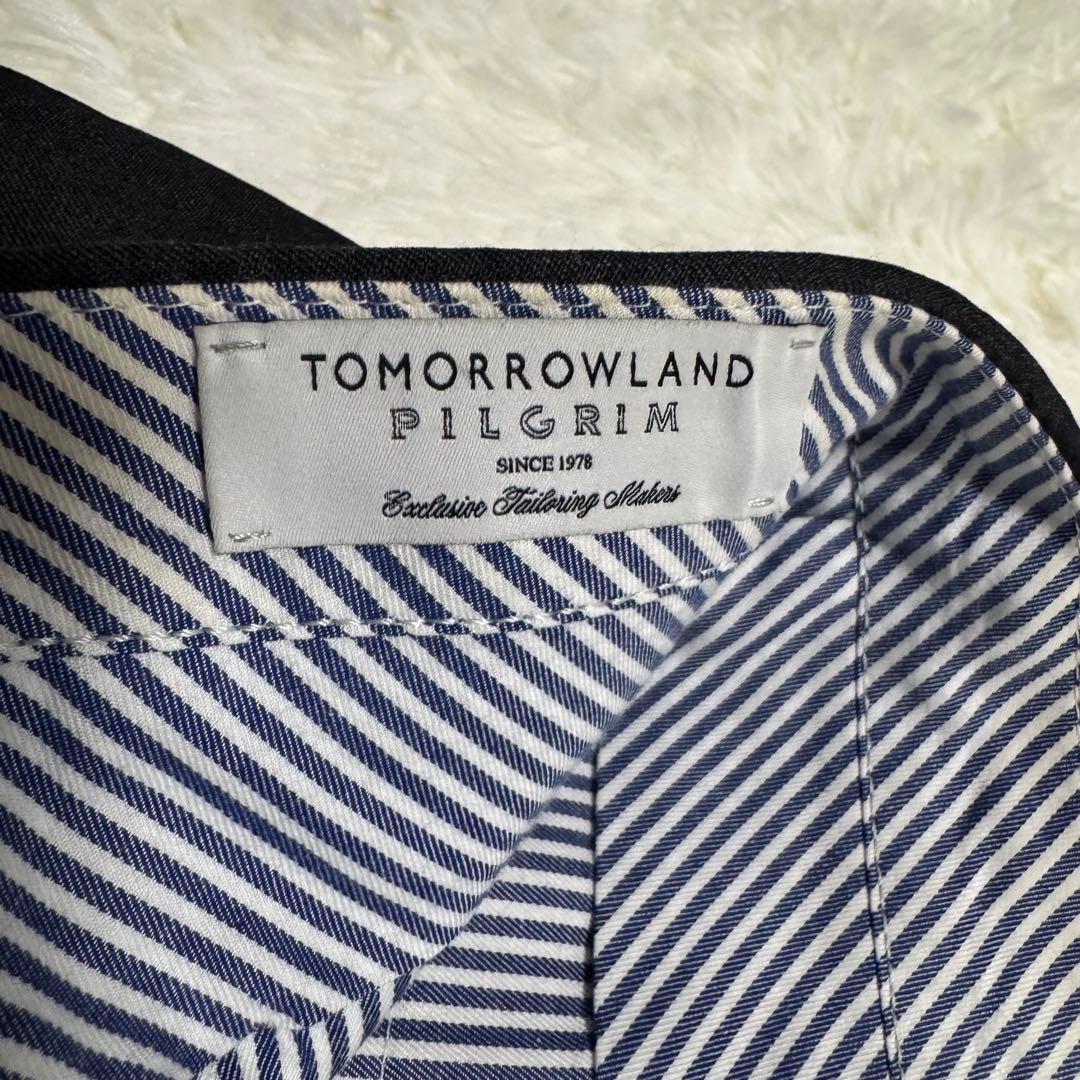 TOMORROWLAND
PILGRIM
SINCE 1978
Exclusive Tailoring Makers